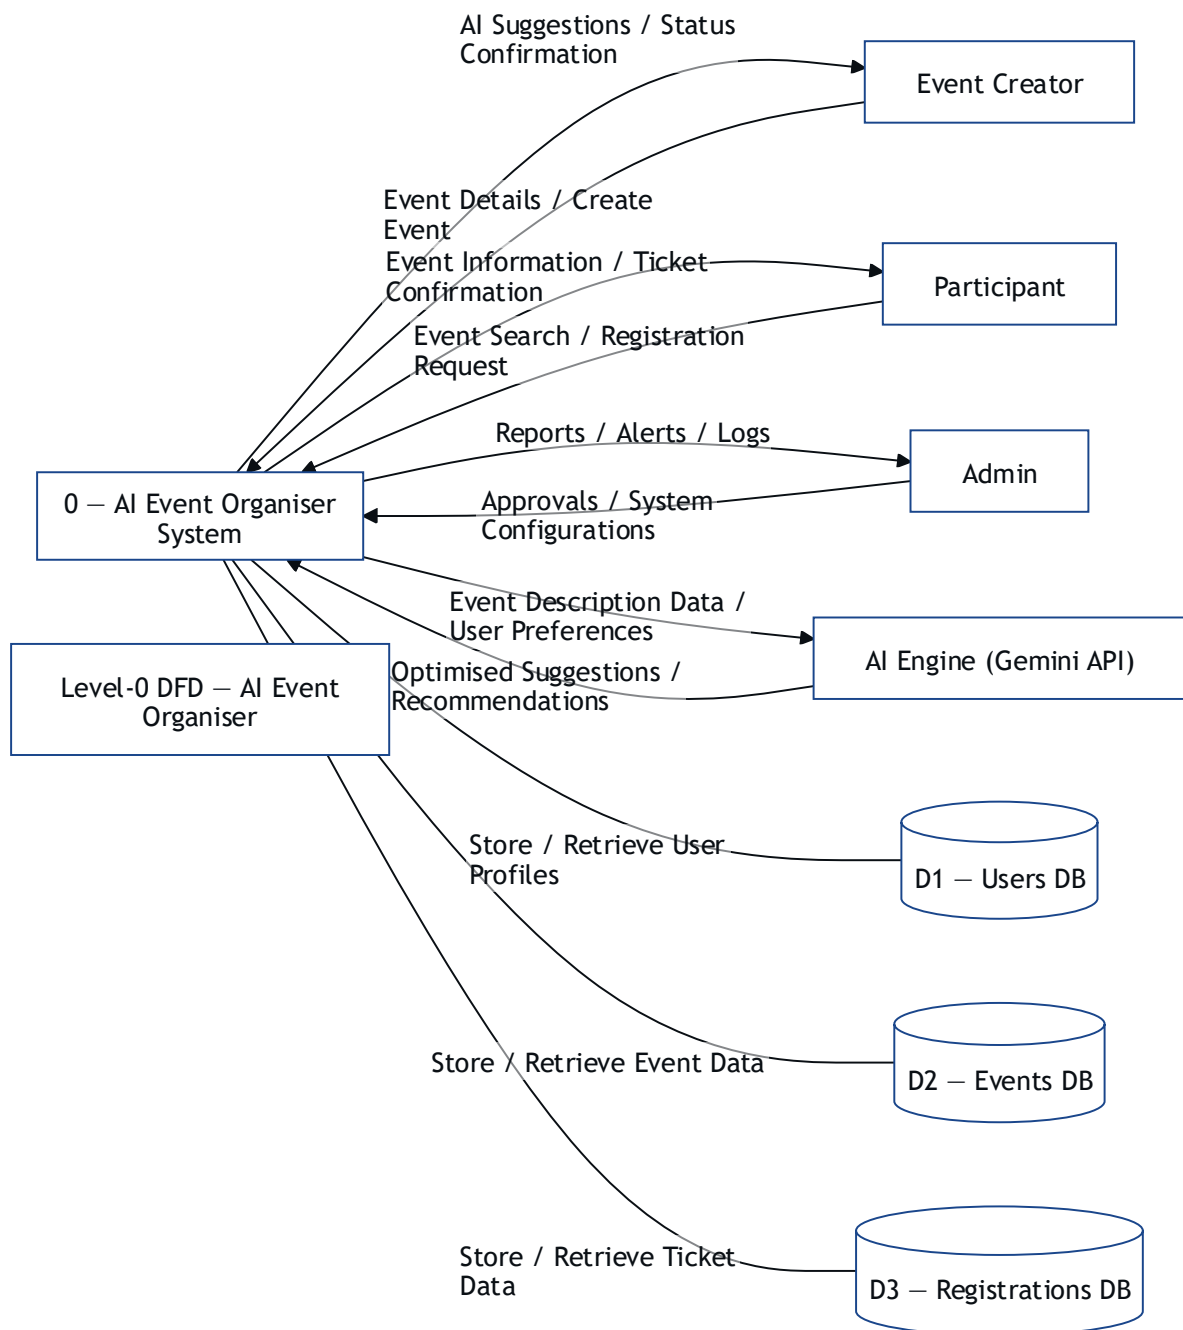 AI Suggestions / Status
Confirmation
Event Creator
Event Details / Create
Event
Event Information / Ticket
Confirmation
Participant
Event Search / Registration
Request
Reports / Alerts / Logs
Admin
Approvals / System
Configurations
0 — AI Event Organiser
System
Event Description Data /
User Preferences
AI Engine (Gemini API)
Optimised Suggestions /
Recommendations
Level-0 DFD — AI Event
Organiser
Store / Retrieve User
Profiles
D1 — Users DB
Store / Retrieve Event Data
D2 — Events DB
Store / Retrieve Ticket
Data
D3 — Registrations DB